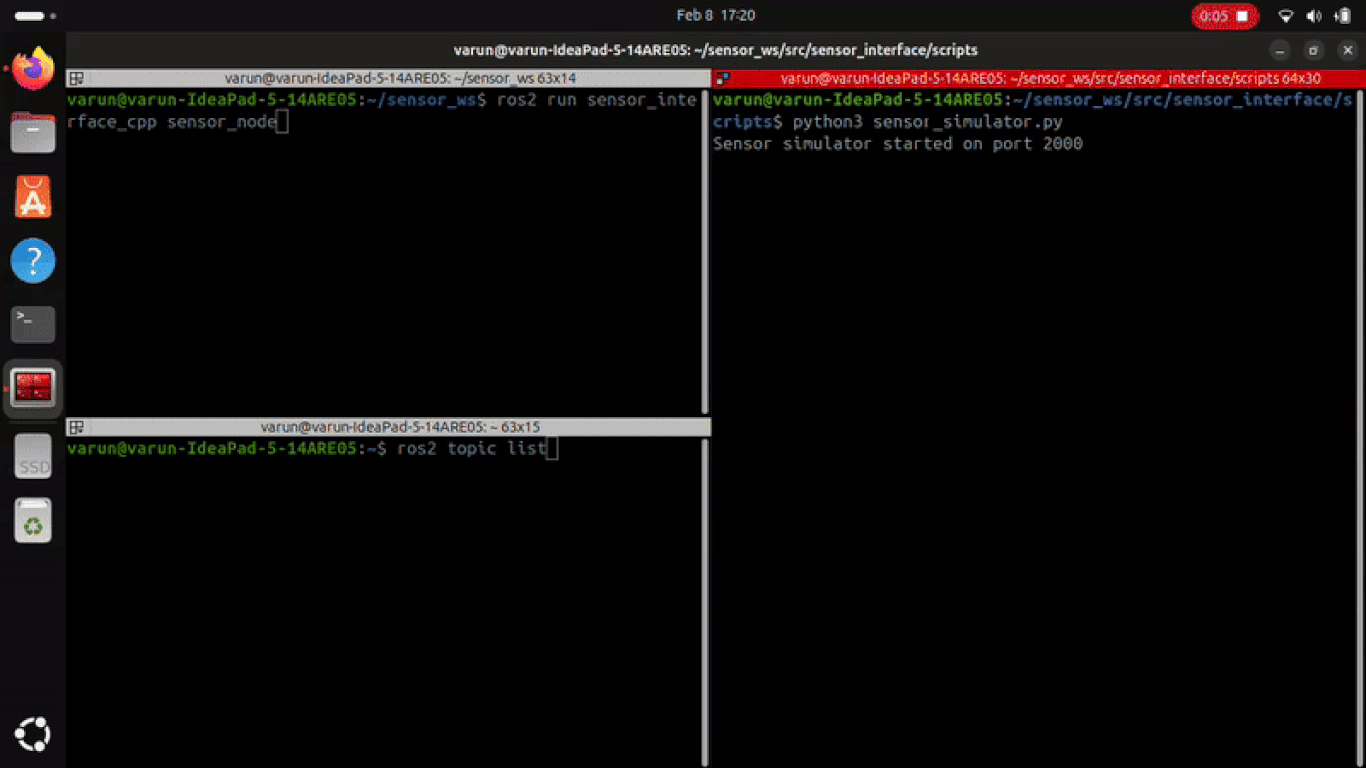 Feb 8 17:20
0:05
varun@varun-IdeaPad-5-14ARE05: ~/sensor_ws/src/sensor_interface/scripts
varun@varun-IdeaPad-5-14ARE05: ~/sensor_ws 63x14
varun@varun-IdeaPad-5-14ARE05:~/sensor_ws$ ros2 run sensor_inte
rface_cpp sensor_node
varun@varun-IdeaPad-5-14ARE05: ~ 63x15
varun@varun-IdeaPad-5-14ARE05:~$ ros2 topic list
varun@varun-IdeaPad-5-14ARE05: ~/sensor_ws/src/sensor_interface/scripts 64x30
varun@varun-IdeaPad-5-14ARE05:~/sensor_ws/src/sensor_interface/s
cripts$ python3 sensor_simulator.py
Sensor simulator started on port 2000
>_
?
SSD